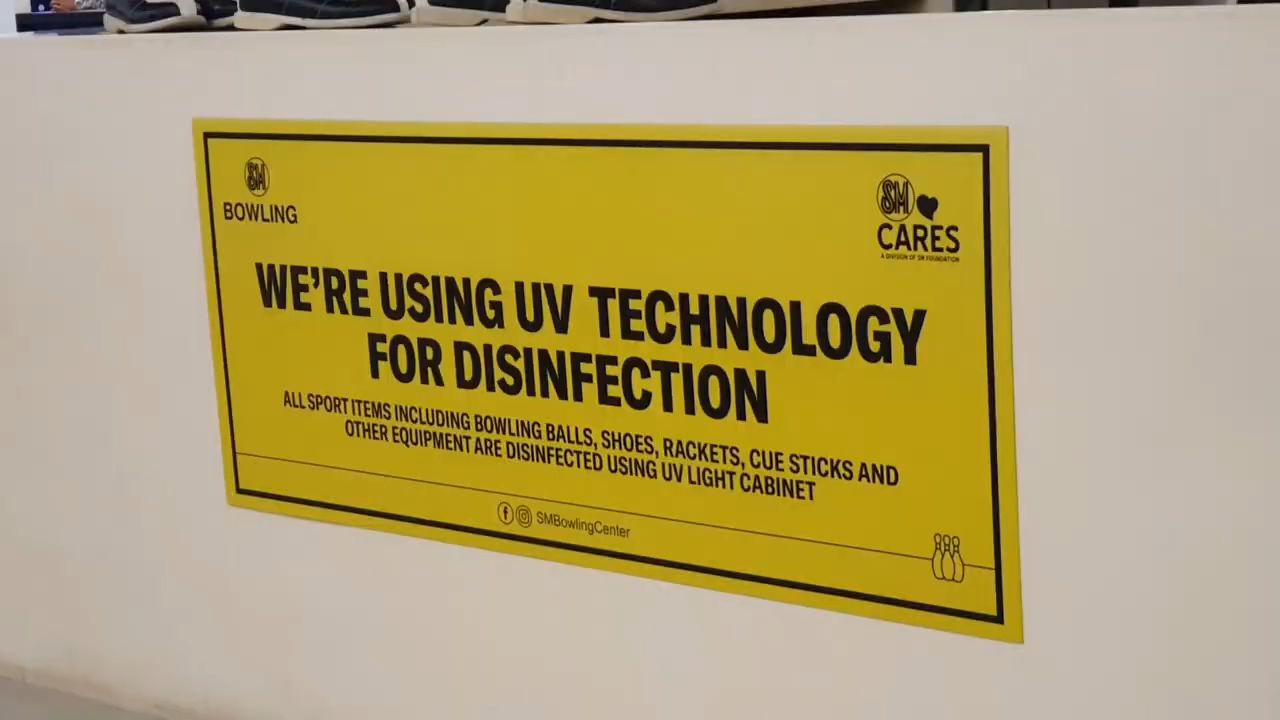 SM
BOWLING
SM
CARES
A DIVISION OF SM FOUNDATION
WE'RE USING UV TECHNOLOGY
FOR DISINFECTION
ALL SPORT ITEMS INCLUDING BOWLING BALLS, SHOES, RACKETS, CUE STICKS AND
OTHER EQUIPMENT ARE DISINFECTED USING UV LIGHT CABINET
SMBowlingCenter